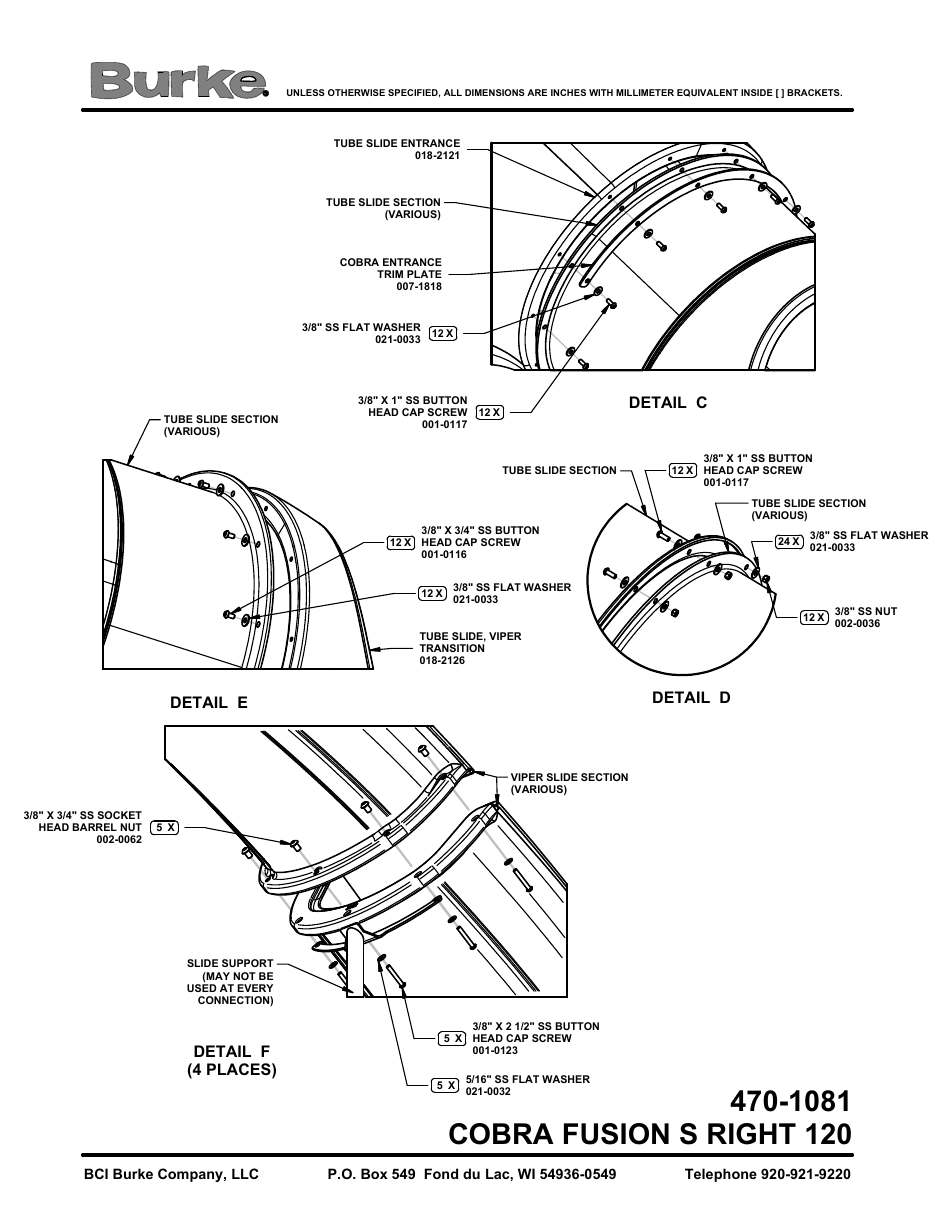 Burke
UNLESS OTHERWISE SPECIFIED, ALL DIMENSIONS ARE INCHES WITH MILLIMETER EQUIVALENT INSIDE [ ] BRACKETS.
TUBE SLIDE ENTRANCE
018-2121
TUBE SLIDE SECTION
(VARIOUS)
COBRA ENTRANCE
TRIM PLATE
007-1818
3/8" SS FLAT WASHER
021-0033
12 X
3/8" X 1" SS BUTTON
HEAD CAP SCREW
001-0117
12 X
DETAIL C
TUBE SLIDE SECTION
(VARIOUS)
12 X
3/8" X 3/4" SS BUTTON
HEAD CAP SCREW
001-0116
12 X
3/8" SS FLAT WASHER
021-0033
TUBE SLIDE, VIPER
TRANSITION
018-2126
DETAIL E
TUBE SLIDE SECTION
12 X
3/8" X 1" SS BUTTON
HEAD CAP SCREW
001-0117
TUBE SLIDE SECTION
(VARIOUS)
24 X
3/8" SS FLAT WASHER
021-0033
12 X
3/8" SS NUT
002-0036
DETAIL D
VIPER SLIDE SECTION
(VARIOUS)
3/8" X 3/4" SS SOCKET
HEAD BARREL NUT
002-0062
5 X
SLIDE SUPPORT
(MAY NOT BE
USED AT EVERY
CONNECTION)
5 X
3/8" X 2 1/2" SS BUTTON
HEAD CAP SCREW
001-0123
5 X
5/16" SS FLAT WASHER
021-0032
DETAIL F
(4 PLACES)
470-1081
COBRA FUSION S RIGHT 120
BCI Burke Company, LLC P.O. Box 549 Fond du Lac, WI 54936-0549 Telephone 920-921-9220